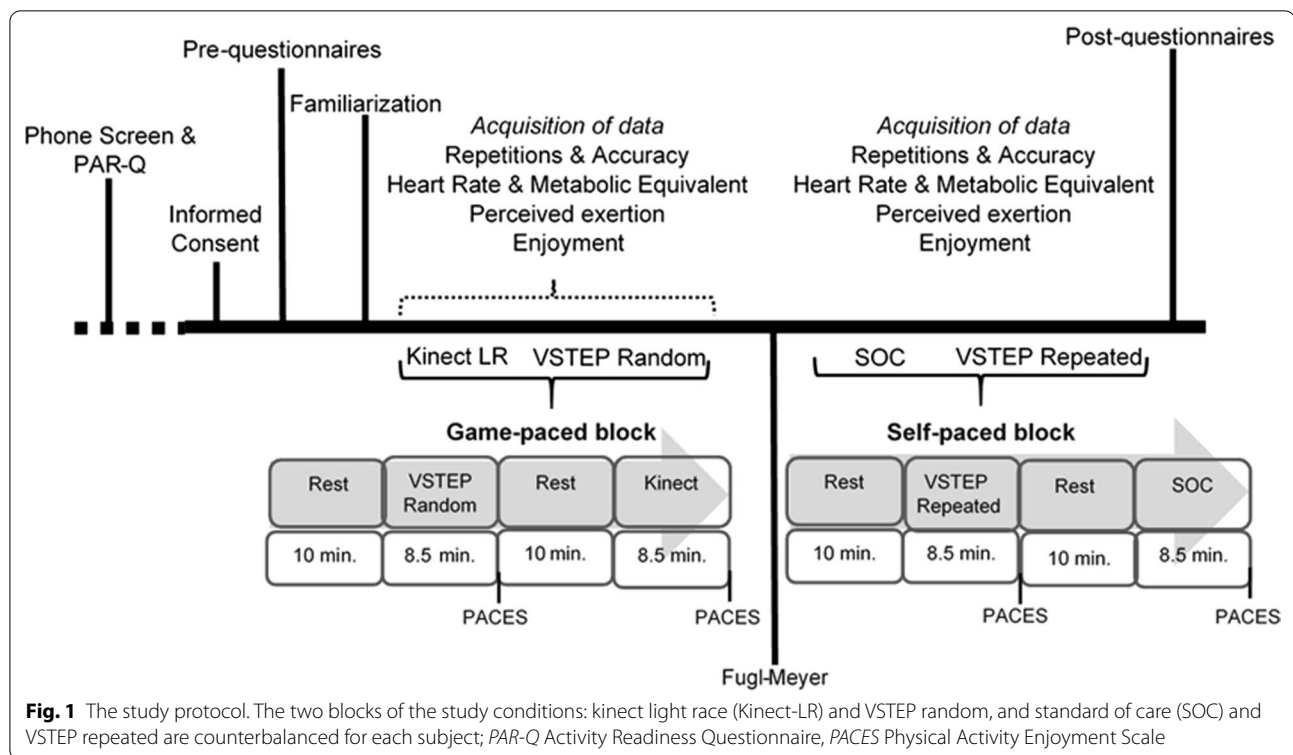 Post-questionnaires
Pre-questionnaires
Familiarization
Phone Screen &
PAR-Q
Informed
Consent
Acquisition of data
Repetitions & Accuracy
Heart Rate & Metabolic Equivalent
Perceived exertion
Enjoyment
Acquisition of data
Repetitions & Accuracy
Heart Rate & Metabolic Equivalent
Perceived exertion
Enjoyment
Kinect LR VSTEP Random
SOC VSTEP Repeated
Game-paced block
Self-paced block
Rest
VSTEP
Random
Rest
Kinect
10 min.
8.5 min.
10 min.
8.5 min.
PACES
PACES
Rest
VSTEP
Repeated
Rest
SOC
10 min.
8.5 min.
10 min.
8.5 min.
PACES
PACES
Fugl-Meyer
Fig. 1 The study protocol. The two blocks of the study conditions: kinect light race (Kinect-LR) and VSTEP random, and standard of care (SOC) and
VSTEP repeated are counterbalanced for each subject; PAR-Q Activity Readiness Questionnaire, PACES Physical Activity Enjoyment Scale